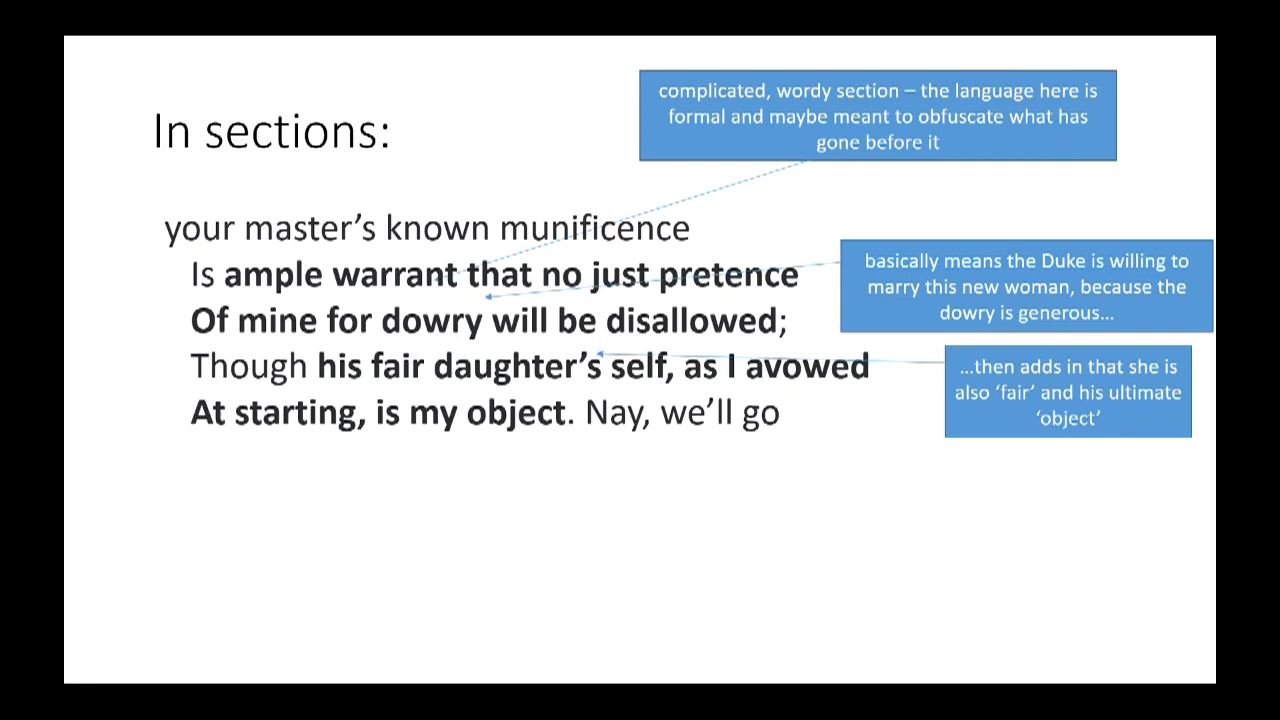 In sections:
complicated, wordy section – the language here is
formal and maybe meant to obfuscate what has
gone before it
your master’s known munificence
Is ample warrant that no just pretence
Of mine for dowry will be disallowed;
Though his fair daughter’s self, as I avowed
At starting, is my object. Nay, we’ll go
basically means the Duke is willing to
marry this new woman, because the
dowry is generous…
…then adds in that she is
also ‘fair’ and his ultimate
‘object’